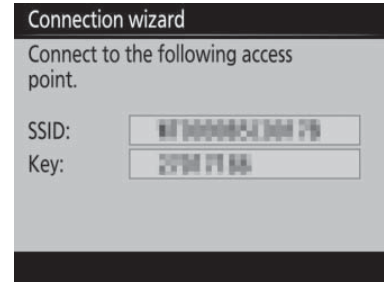 Connection wizard
Connect to the following access
point.
SSID:
Key: